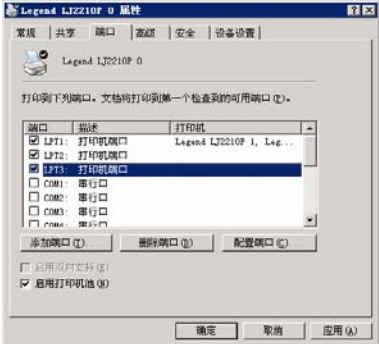 Legend LJ2210P 0 属性
常规 共享 端口 高级 安全 设备设置
Legend LJ2210P 0
打印到下列端口。文档将打印到第一个检查到的可用端口(P)。
端口 描述 打印机
LPT1: 打印机端口 Legend LJ2210P 1, Leg...
LPT2: 打印机端口
LPT3: 打印机端口
COM1: 串行口
COM2: 串行口
COM3: 串行口
COM4: 串行口
添加端口(T)... 删除端口(D) 配置端口(C)...
启用双向支持(E)
启用打印机池(N)
确定 取消 应用(A)